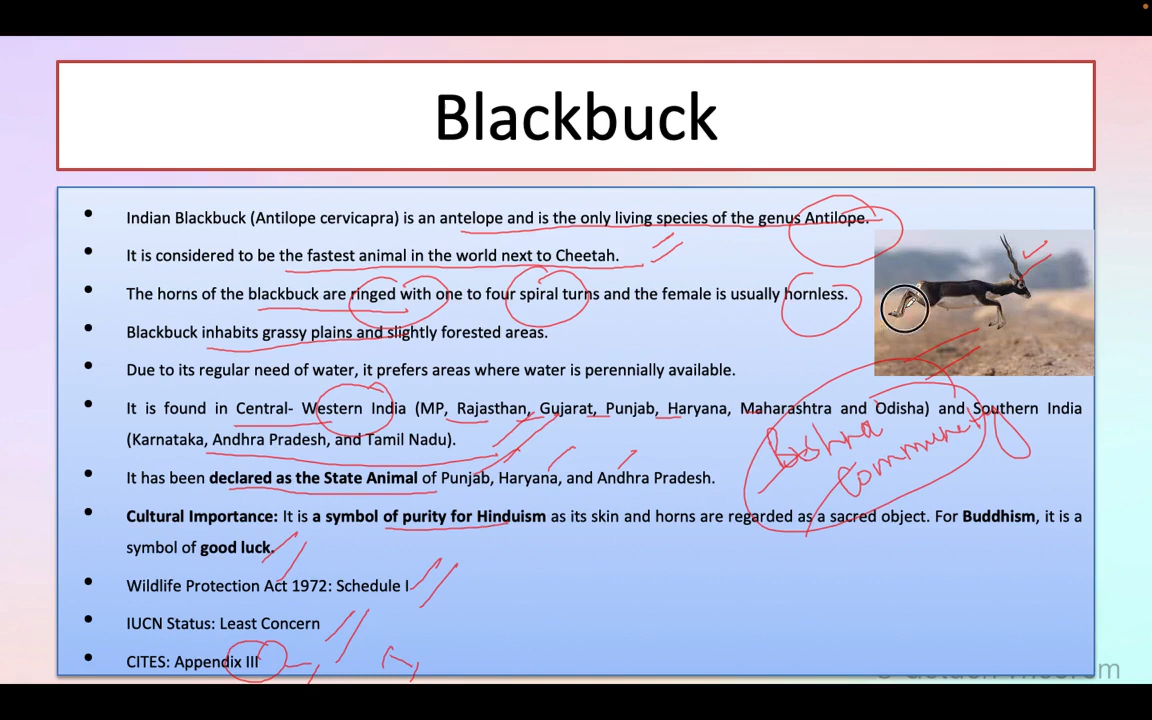 Blackbuck
• Indian Blackbuck (Antilope cervicapra) is an antelope and is the only living species of the genus Antilope.
• It is considered to be the fastest animal in the world next to Cheetah.
• The horns of the blackbuck are ringed with one to four spiral turns and the female is usually hornless.
• Blackbuck inhabits grassy plains and slightly forested areas.
• Due to its regular need of water, it prefers areas where water is perennially available.
• It is found in Central- Western India (MP, Rajasthan, Gujarat, Punjab, Haryana, Maharashtra and Odisha) and Southern India
(Karnataka, Andhra Pradesh, and Tamil Nadu).
• It has been declared as the State Animal of Punjab, Haryana, and Andhra Pradesh.
• Cultural Importance: It is a symbol of purity for Hinduism as its skin and horns are regarded as a sacred object. For Buddhism, it is a
symbol of good luck.
• Wildlife Protection Act 1972: Schedule I
• IUCN Status: Least Concern
• CITES: Appendix III
Community